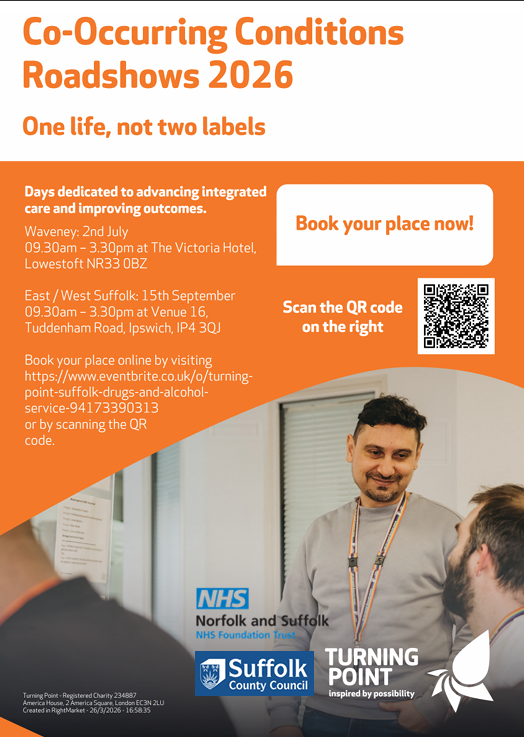 Co-Occurring Conditions
Roadshows 2026
One life, not two labels
Days dedicated to advancing integrated
care and improving outcomes.
Waveney: 2nd July
09.30am – 3.30pm at The Victoria Hotel,
Lowestoft NR33 0BZ
East / West Suffolk: 15th September
09.30am – 3.30pm at Venue 16,
Tuddenham Road, Ipswich, IP4 3QJ
Book your place online by visiting
https://www.eventbrite.co.uk/o/turning-
point-suffolk-drugs-and-alcohol-
service-94173390313
or by scanning the QR
code.
Book your place now!
Scan the QR code
on the right
NHS
Norfolk and Suffolk
NHS Foundation Trust
Suffolk
County Council
TURNING
POINT
inspired by possibility
Turning Point - Registered Charity 234887
America House, 2 America Square, London EC3N 2LU
Created in RightMarket - 26/3/2026 - 16:58:35